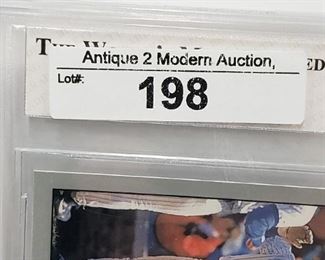 Antique 2 Modern Auction,
Lot#:
198